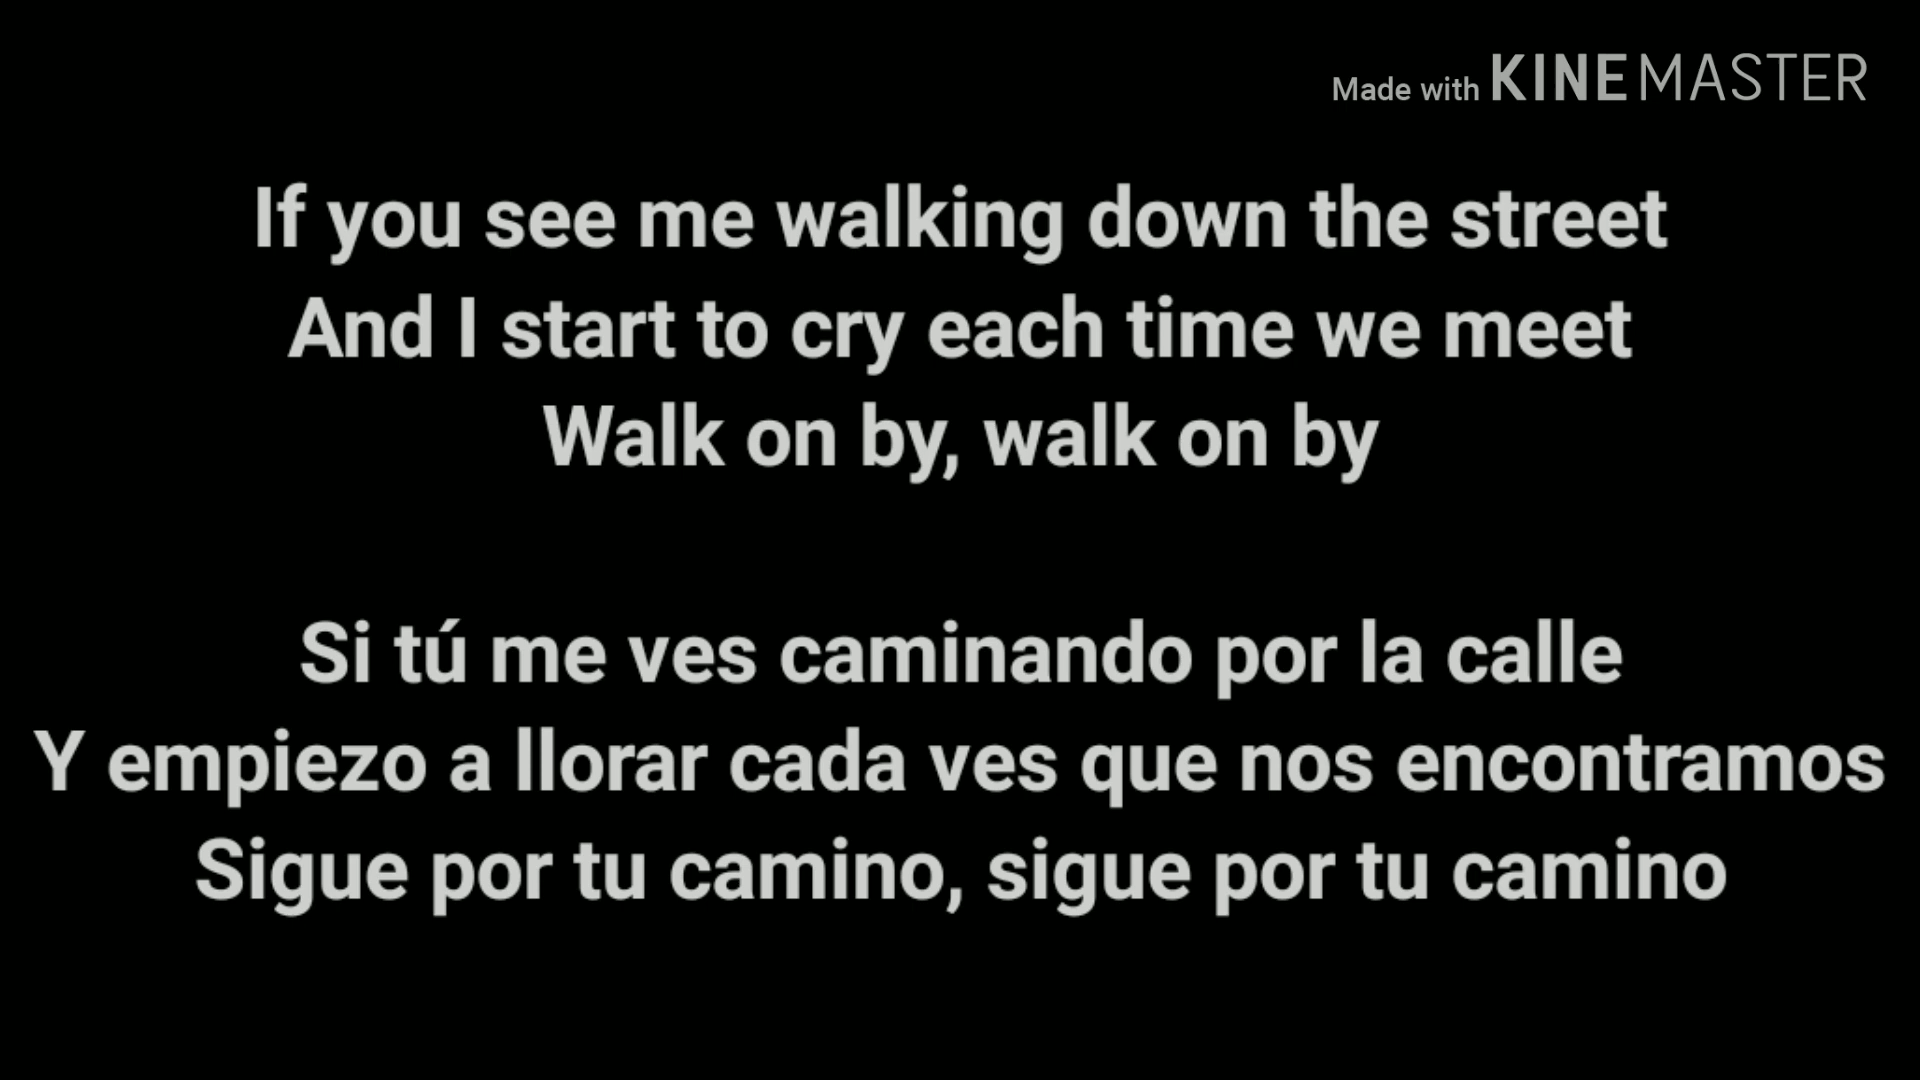 Made with KINEMASTER
If you see me walking down the street
And I start to cry each time we meet
Walk on by, walk on by
Si tú me ves caminando por la calle
Y empiezo a llorar cada ves que nos encontramos
Sigue por tu camino, sigue por tu camino